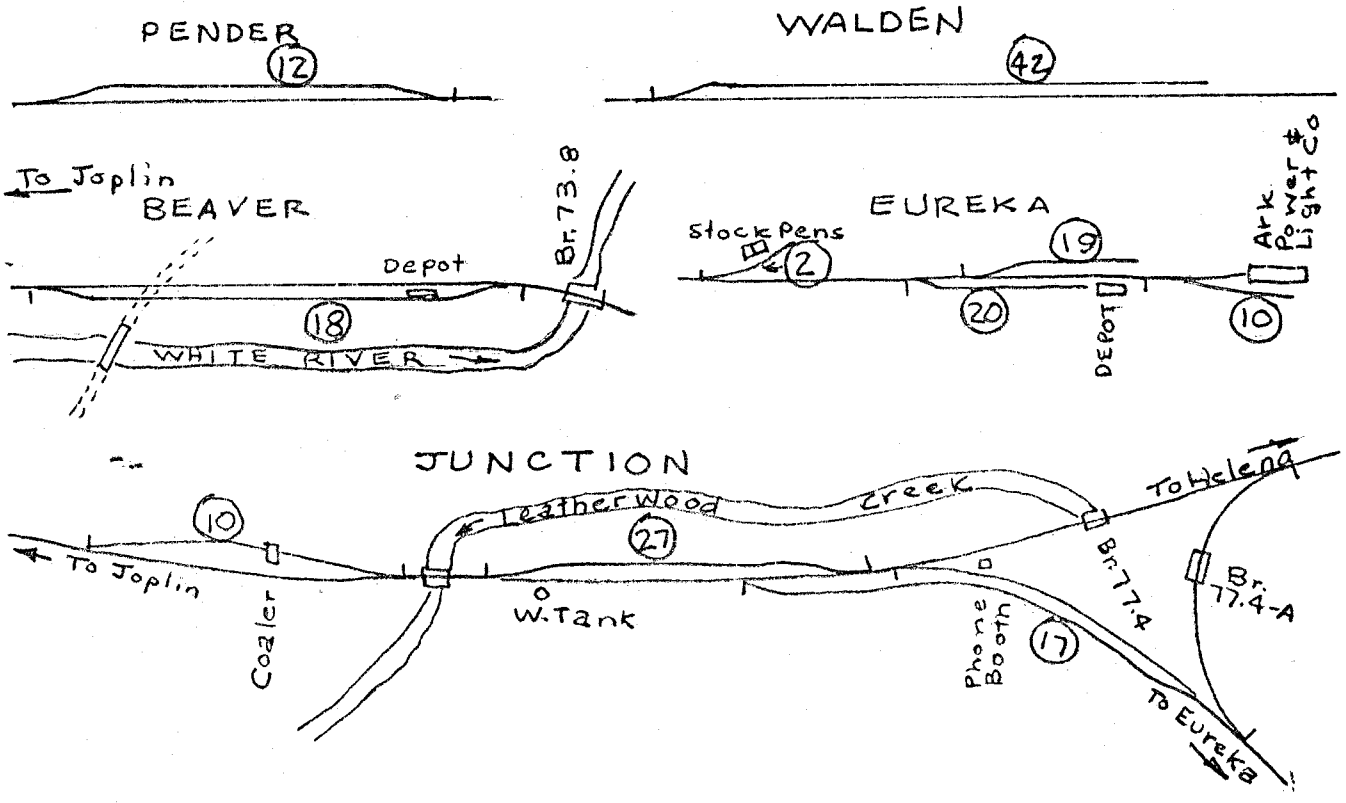 PENDER
12
WALDEN
42
To Joplin
BEAVER
Depot
Br. 73.8
18
WHITE RIVER
EUREKA
Stock Pens
2
19
20
DEPOT
10
Ark
Power &
Light Co
JUNCTION
10
To Joplin
Coaler
Leatherwood Creek
27
W. Tank
Phone
Booth
17
Br. 77.4
To Helena
Br.
77.4-A
To Eureka